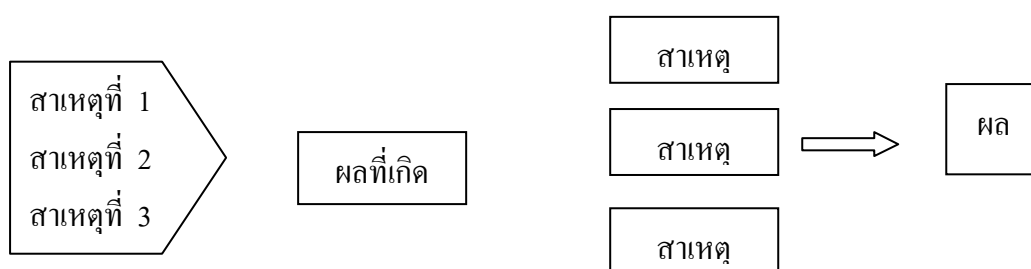 สาเหตุที่ 1
สาเหตุที่ 2
สาเหตุที่ 3
ผลที่เกิด
สาเหตุ
สาเหตุ
สาเหตุ
ผล